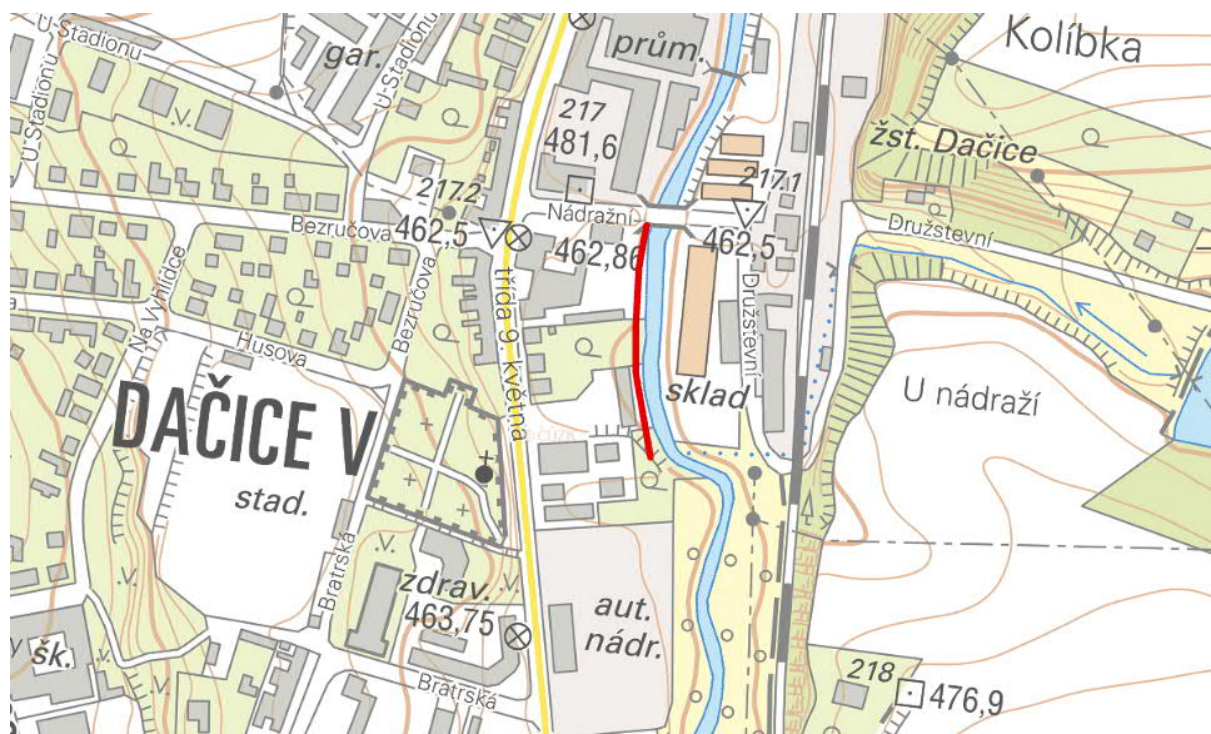 U Stadionu
gar.
U Stadionu
prům.
Kolíbka
U Stadionu
.V.
217
481,6
žst. Dačice
217.2
217.1
Nádražní
Bezručova
462,5
462,86
462,5
Družstevní
Na Vyhlídce
Bezručova
třída 9. května
Družstevní
Husova
sklad
U nádraží
DAČICE V
stad.
.V.
zdrav.
.V.
463,75
Bratrská
aut.
nádr.
šk.
.V.
.V.
Bratrská
218
476,9